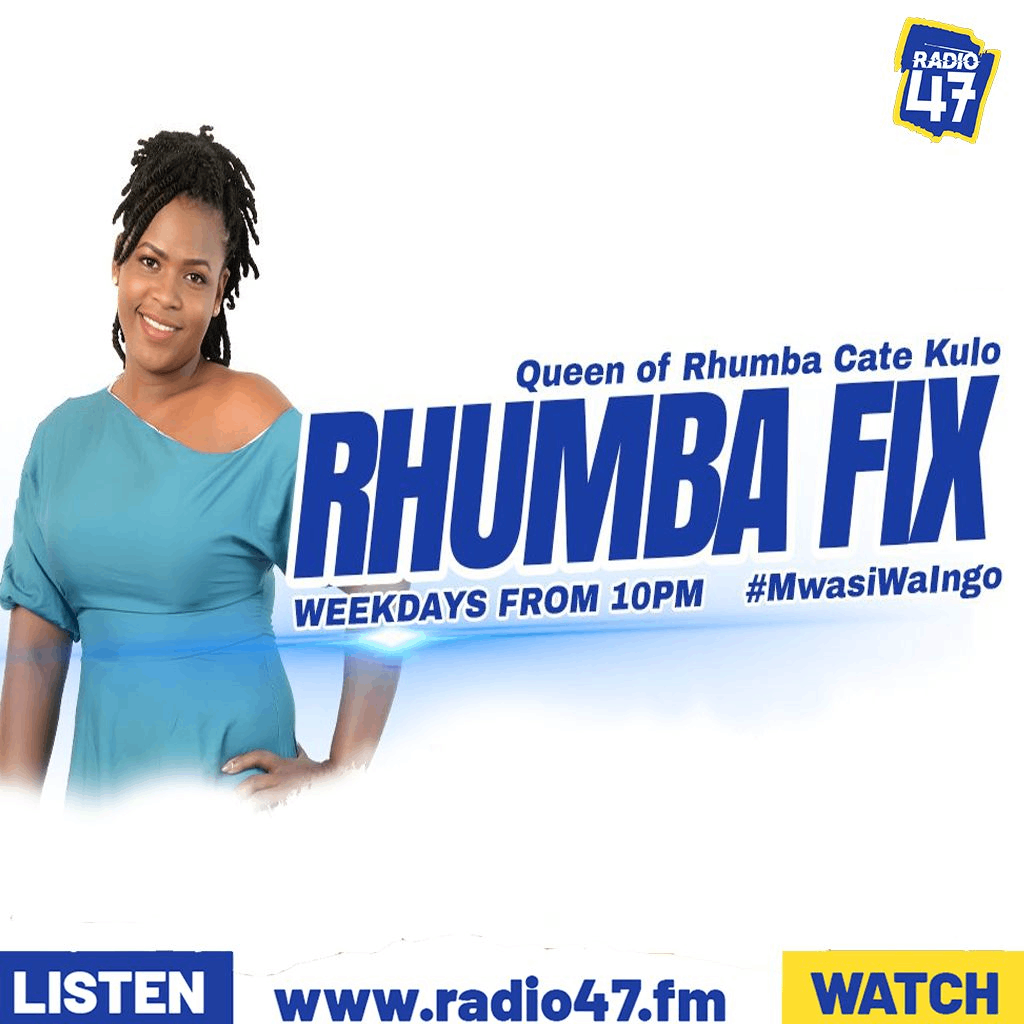 RADIO
47
Queen of Rhumba Cate Kulo
RHUMBA FIX
WEEKDAYS FROM 10PM #MwasiWaIngo
LISTEN www.radio47.fm WATCH